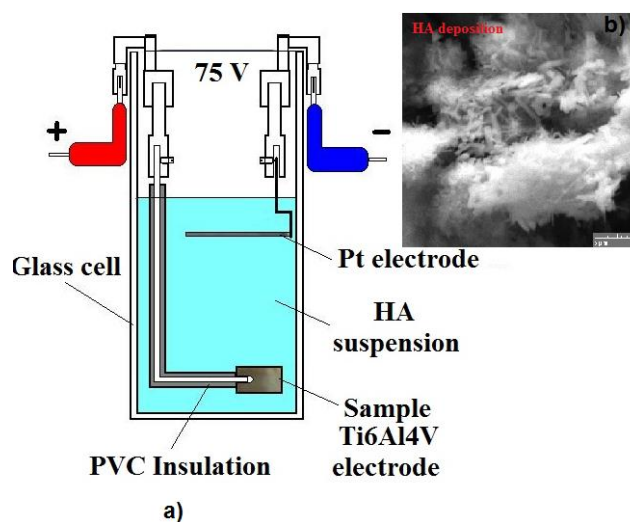 HA deposition
b)
75 V
+
-
Glass cell
Pt electrode
HA
suspension
Sample
Ti6Al4V
electrode
PVC Insulation
a)